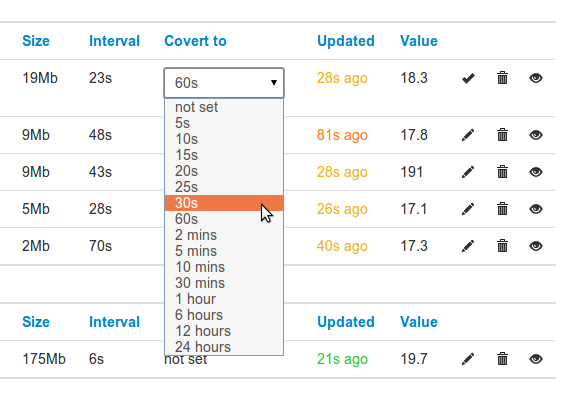 Size Interval Covert to Updated Value
19Mb 23s 60s 28s ago 18.3
not set
5s
9Mb 48s 10s 81s ago 17.8
15s
9Mb 43s 20s 28s ago 191
25s
5Mb 28s 30s 26s ago 17.1
60s
2 mins
2Mb 70s 5 mins 40s ago 17.3
10 mins
30 mins
1 hour
6 hours
Size Interval Updated Value
12 hours
24 hours
175Mb 6s not set 21s ago 19.7